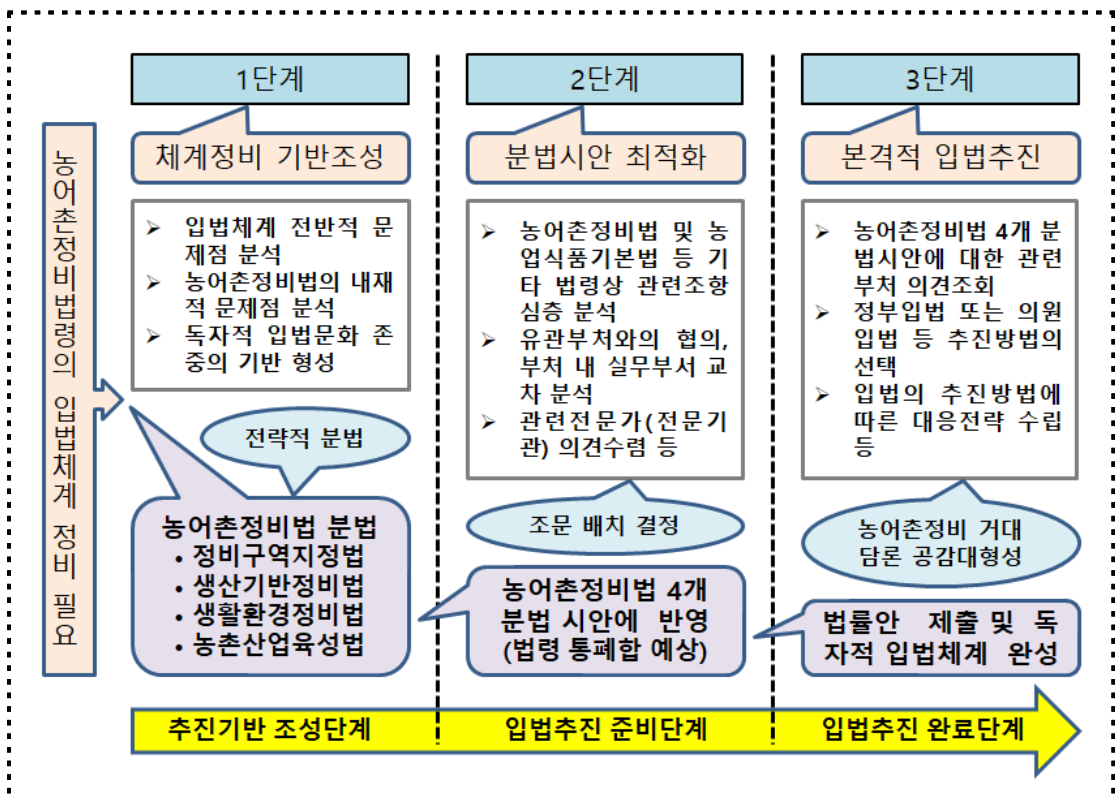 농어촌정비법령의 입법체계 정비 필요
1단계
체계정비 기반조성
➢ 입법체계 전반적 문
제점 분석
➢ 농어촌정비법의 내재
적 문제점 분석
➢ 독자적 입법문화 존
중의 기반 형성
전략적 분법
농어촌정비법 분법
• 정비구역지정법
• 생산기반정비법
• 생활환경정비법
• 농촌산업육성법
추진기반 조성단계
2단계
분법시안 최적화
➢ 농어촌정비법 및 농
업식품기본법 등 기
타 법령상 관련조항
심층 분석
➢ 유관부처와의 협의,
부처 내 실무부서 교
차 분석
➢ 관련전문가(전문기
관) 의견수렴 등
조문 배치 결정
농어촌정비법 4개
분법 시안에 반영
(법령 통폐합 예상)
입법추진 준비단계
3단계
본격적 입법추진
➢ 농어촌정비법 4개 분
법시안에 대한 관련
부처 의견조회
➢ 정부입법 또는 의원
입법 등 추진방법의
선택
➢ 입법의 추진방법에
따른 대응전략 수립
등
농어촌정비 거대
담론 공감대형성
법률안 제출 및 독
자적 입법체계 완성
입법추진 완료단계